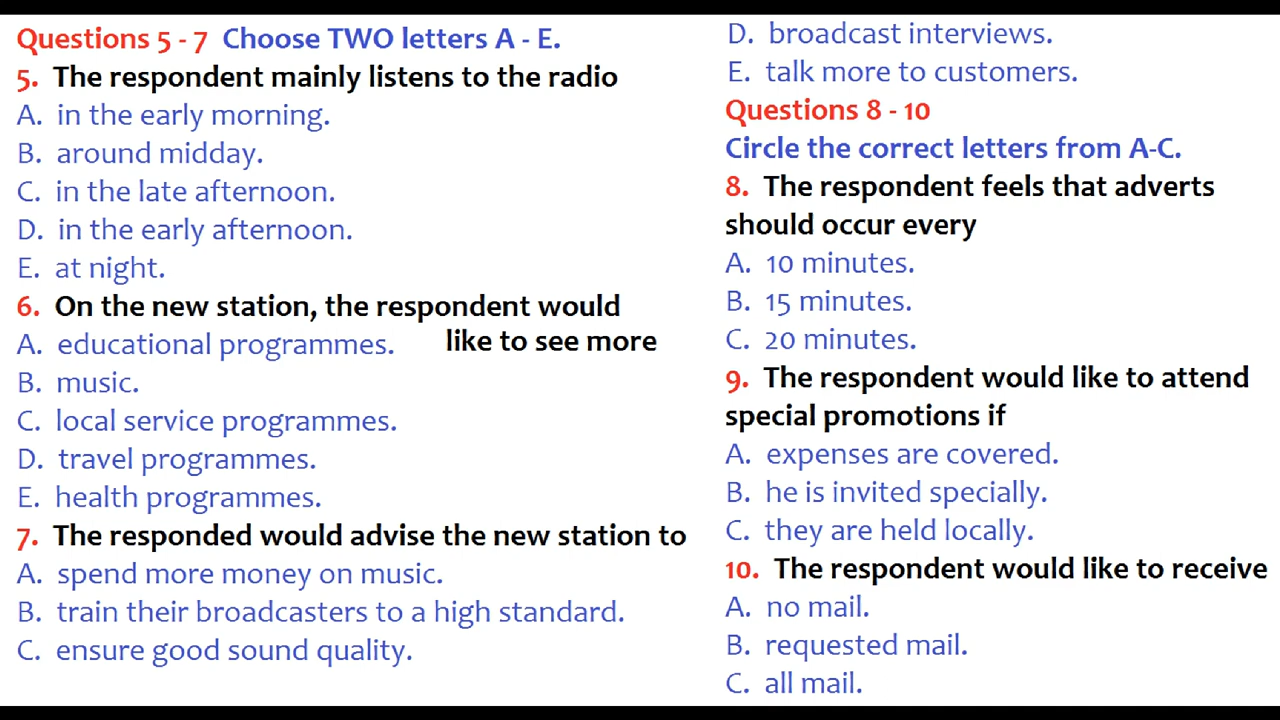 Questions 5 - 7 Choose TWO letters A - E.
5. The respondent mainly listens to the radio
A. in the early morning.
B. around midday.
C. in the late afternoon.
D. in the early afternoon.
E. at night.
6. On the new station, the respondent would
like to see more
A. educational programmes.
B. music.
C. local service programmes.
D. travel programmes.
E. health programmes.
7. The responded would advise the new station to
A. spend more money on music.
B. train their broadcasters to a high standard.
C. ensure good sound quality.
D. broadcast interviews.
E. talk more to customers.
Questions 8 - 10
Circle the correct letters from A-C.
8. The respondent feels that adverts
should occur every
A. 10 minutes.
B. 15 minutes.
C. 20 minutes.
9. The respondent would like to attend
special promotions if
A. expenses are covered.
B. he is invited specially.
C. they are held locally.
10. The respondent would like to receive
A. no mail.
B. requested mail.
C. all mail.